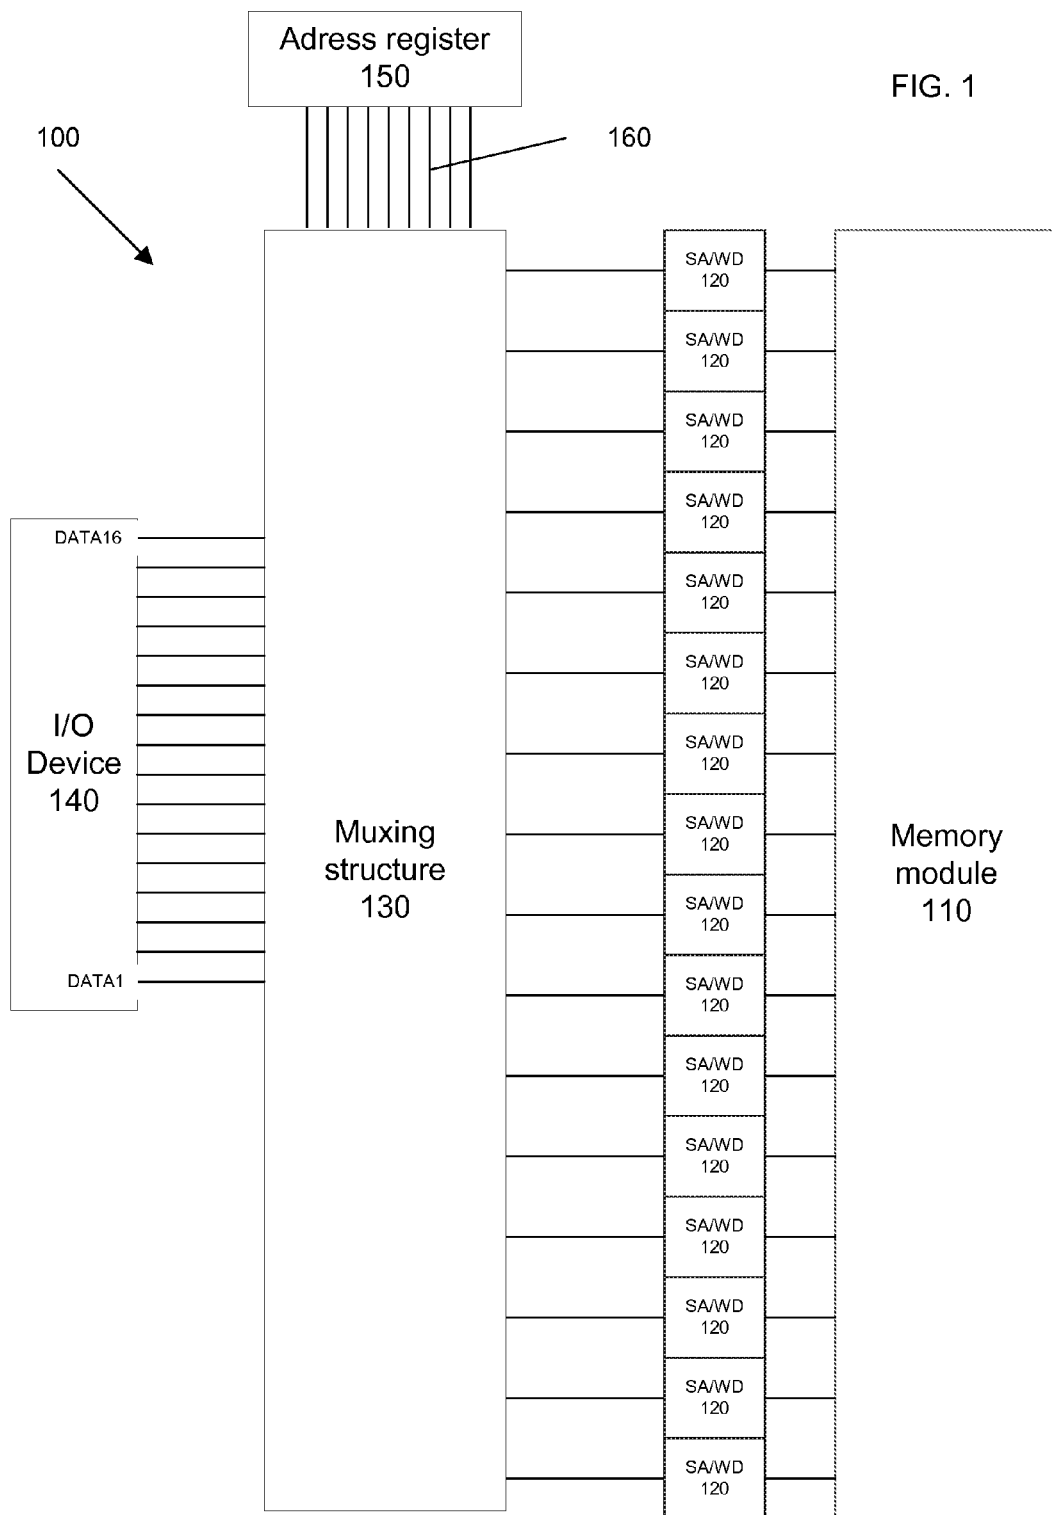 Adress register
150
FIG. 1
100
160
SA/WD
120
SA/WD
120
SA/WD
120
SA/WD
120
DATA16
SA/WD
120
SA/WD
120
I/O
Device
140
SA/WD
120
Muxing
structure
130
SA/WD
120
Memory
module
110
SA/WD
120
DATA1
SA/WD
120
SA/WD
120
SA/WD
120
SA/WD
120
SA/WD
120
SA/WD
120
SA/WD
120